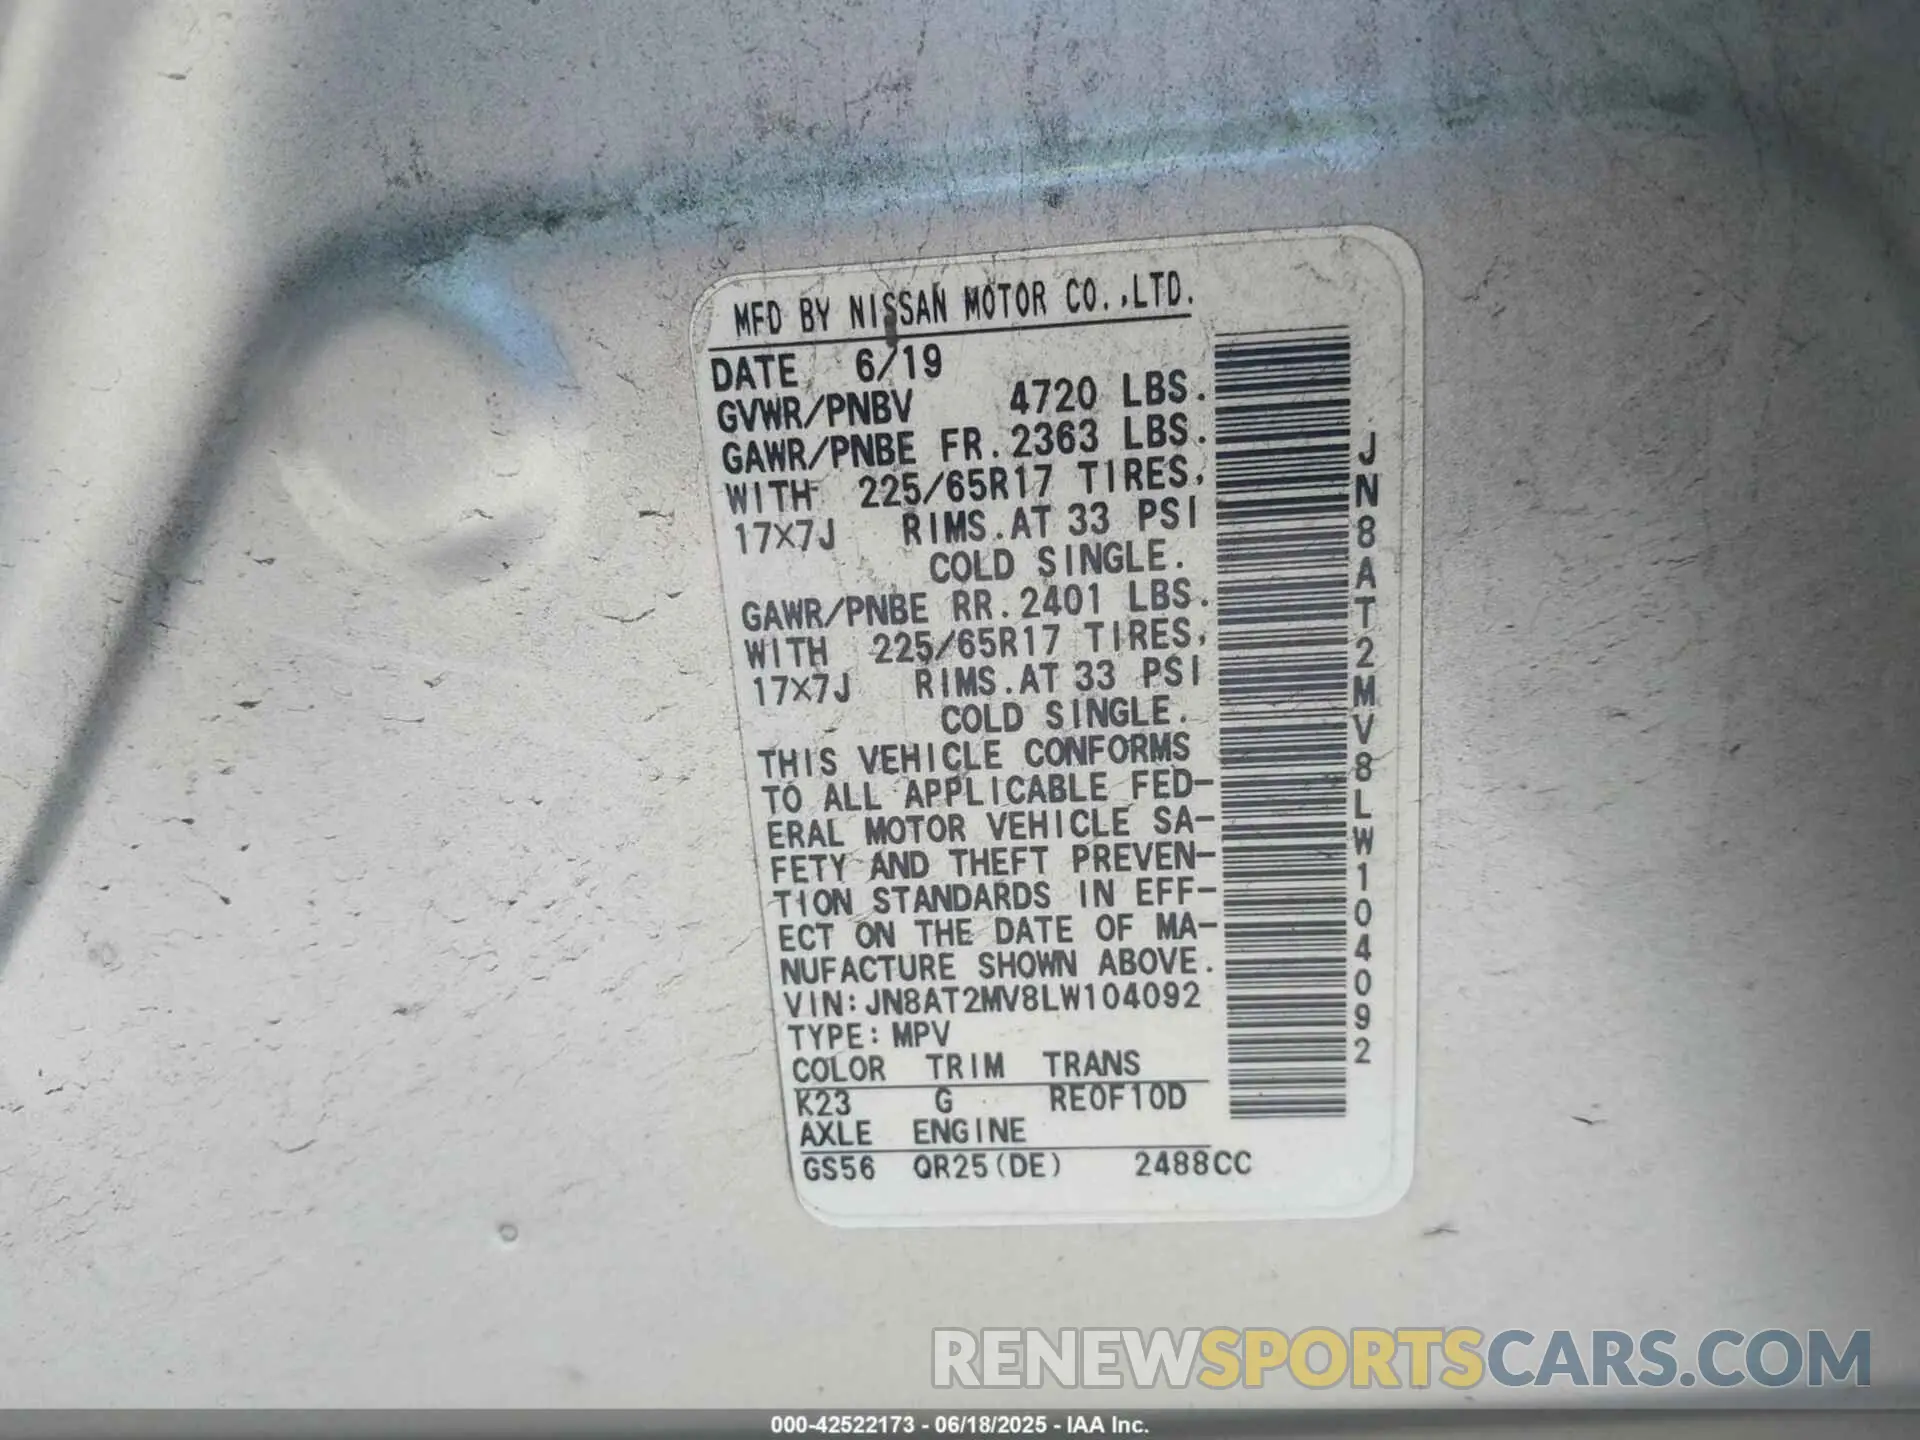 MFD BY NISSAN MOTOR CO.,LTD.
DATE 6/19
GVWR/PNBV 4720 LBS.
GAWR/PNBE FR. 2363 LBS.
WITH 225/65R17 TIRES,
17X7J RIMS.AT 33 PSI
COLD SINGLE.
GAWR/PNBE RR. 2401 LBS.
WITH 225/65R17 TIRES,
17X7J RIMS.AT 33 PSI
COLD SINGLE.
THIS VEHICLE CONFORMS
TO ALL APPLICABLE FED-
ERAL MOTOR VEHICLE SA-
FETY AND THEFT PREVEN-
TION STANDARDS IN EFF-
ECT ON THE DATE OF MA-
NUFACTURE SHOWN ABOVE.
VIN:JN8AT2MV8LW104092
TYPE:MPV
COLOR TRIM TRANS
K23 G RE0F10D
AXLE ENGINE
GS56 QR25(DE) 2488CC
JN8AT2MV8LW104092
RENEWSPORTSCARS.COM
000-42522173 - 06/18/2025 - IAA Inc.